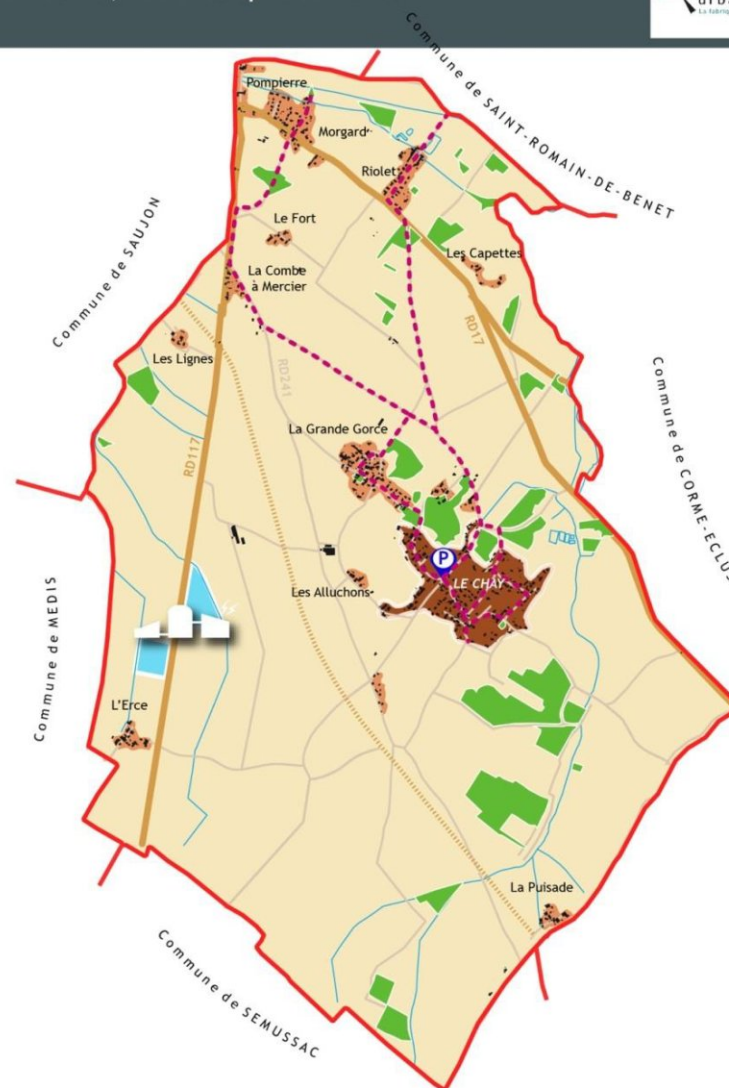 Commune de SAINT-ROMAIN-DE-BENET
Pompierre
Morgard
Riolet
Le Fort
Les Capettes
Commune de SAUJON
La Combe
à Mercier
RD17
Les Lignes
RD241
Commune de CORME-ECLUS
La Grande Gorce
RD117
P
LE CHAY
Les Alluchons
Commune de MEDIS
L'Erce
La Puisade
Commune de SEMUSSAC